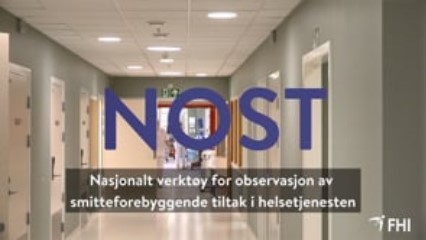 NOST
Nasjonalt verktøy for observasjon av
smitteforebyggende tiltak i helsetjenesten
FHI